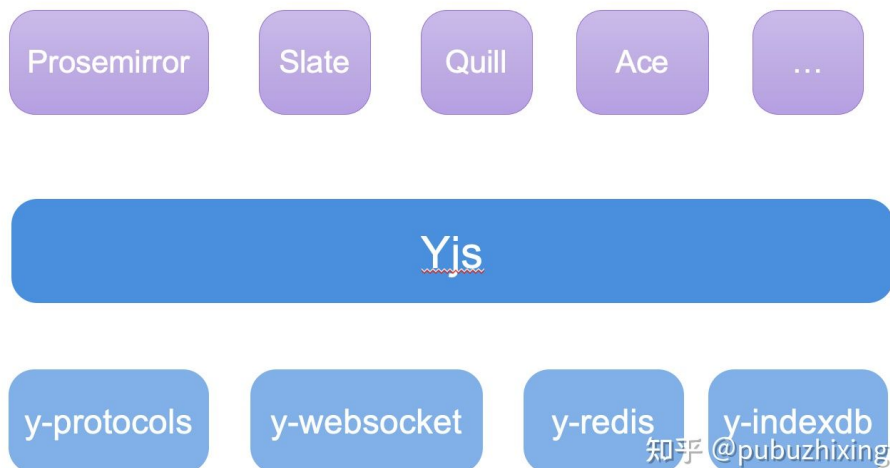 Prosemirror Slate Quill Ace ...
Yjs
y-protocols y-websocket y-redis y-indexdb
知乎 @pubuzhixing